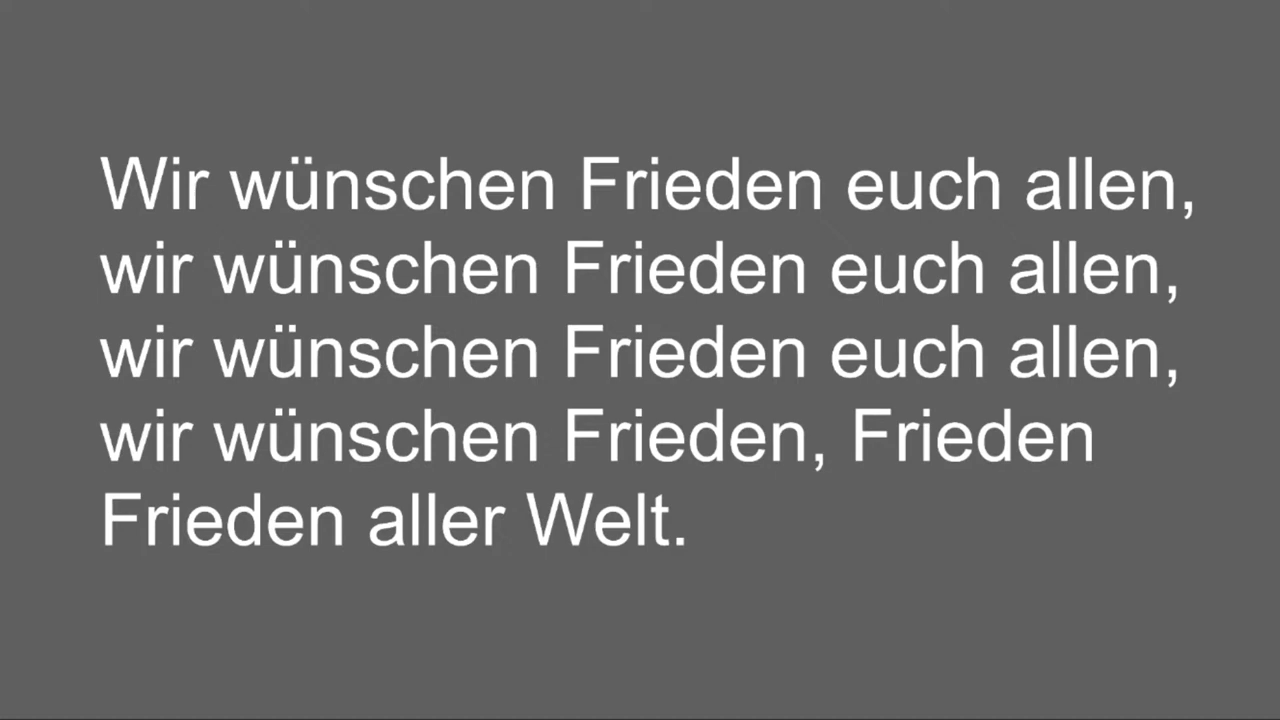 Wir wünschen Frieden euch allen,
wir wünschen Frieden euch allen,
wir wünschen Frieden euch allen,
wir wünschen Frieden, Frieden
Frieden aller Welt.